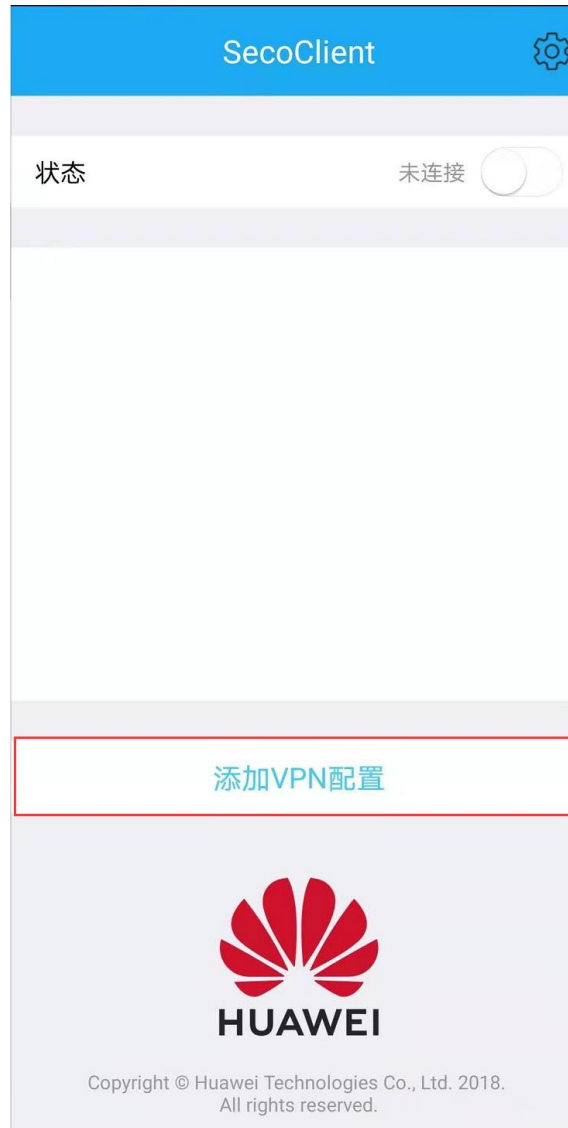 SecoClient
状态
未连接
添加VPN配置
HUAWEI
Copyright © Huawei Technologies Co., Ltd. 2018.
All rights reserved.